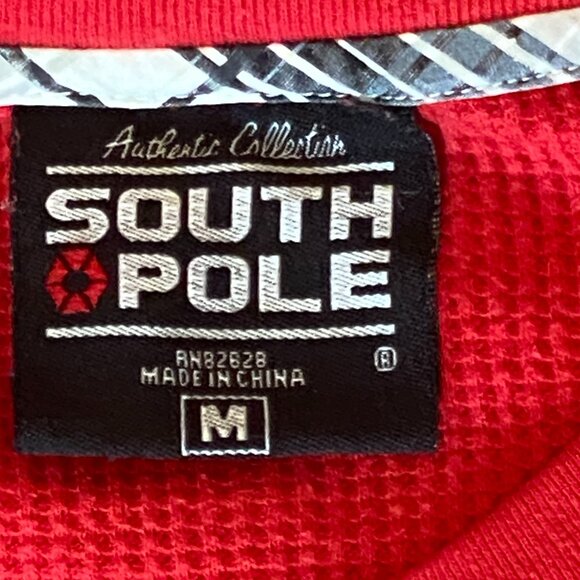 Authentic Collection
SOUTH
POLE
RN82628
®
MADE IN CHINA
M